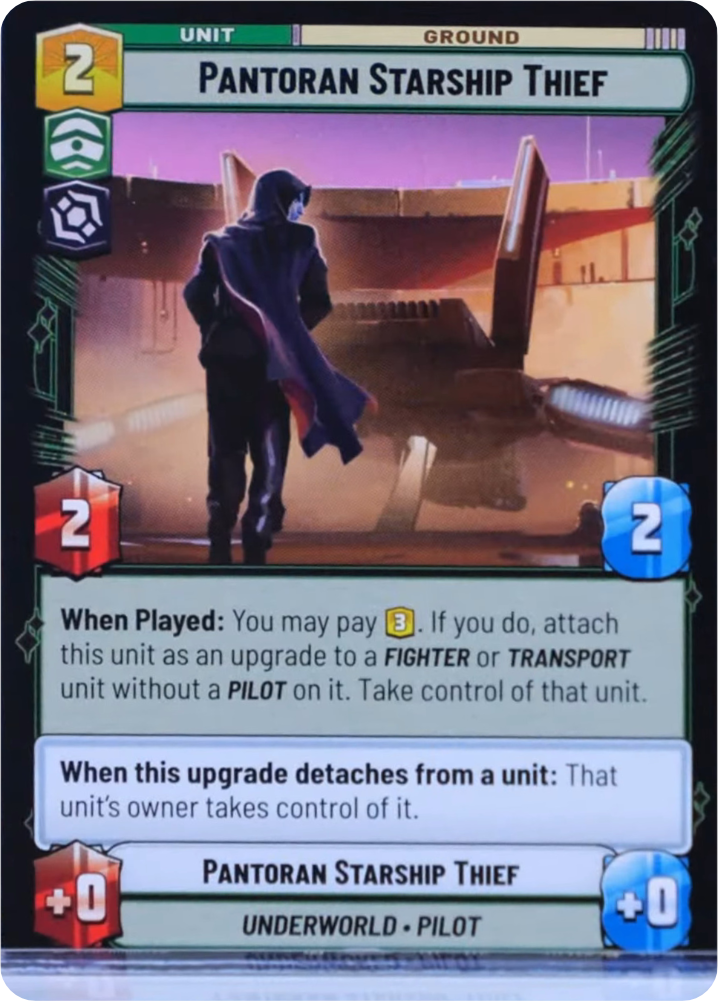 UNIT GROUND
2 PANTORAN STARSHIP THIEF
2 2
When Played: You may pay 3. If you do, attach
this unit as an upgrade to a FIGHTER or TRANSPORT
unit without a PILOT on it. Take control of that unit.
When this upgrade detaches from a unit: That
unit's owner takes control of it.
PANTORAN STARSHIP THIEF
+0 +0
UNDERWORLD • PILOT